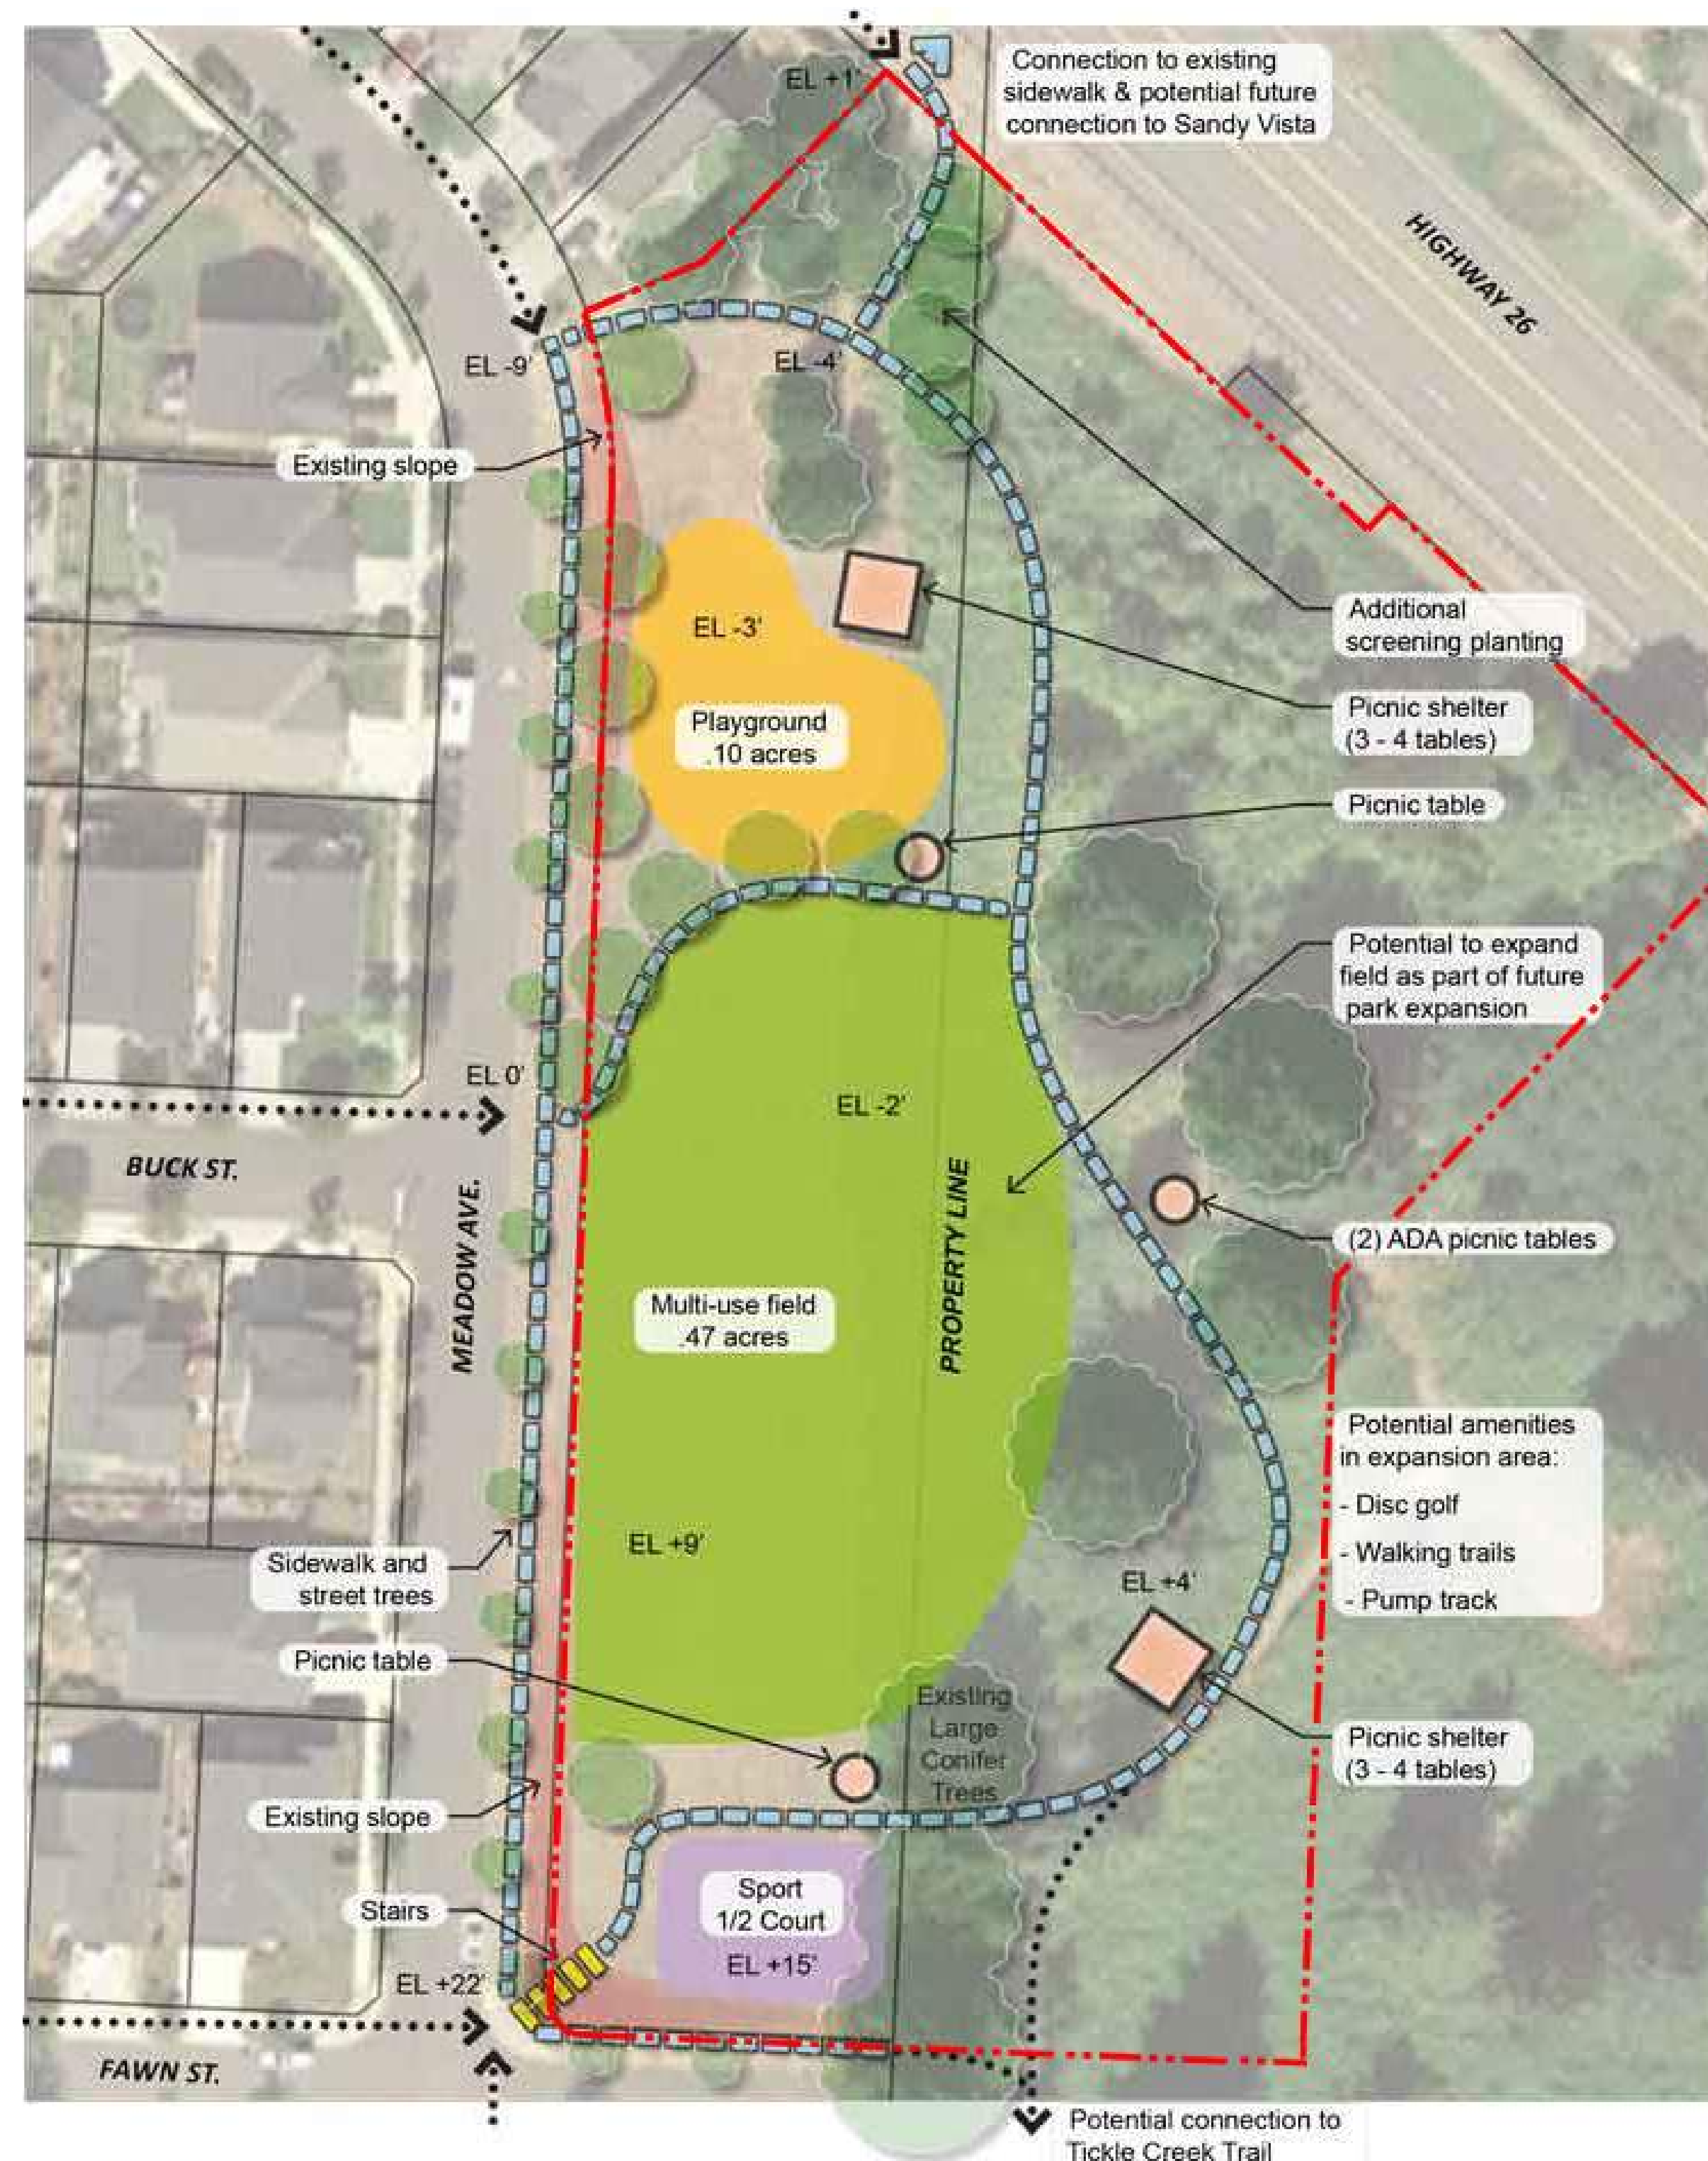 EL +1'
Connection to existing
sidewalk & potential future
connection to Sandy Vista
HIGHWAY 26
EL -9'
EL -4'
Existing slope
Additional
screening planting
EL -3'
Picnic shelter
(3 - 4 tables)
Playground
.10 acres
Picnic table
Potential to expand
field as part of future
park expansion
EL 0'
EL -2'
BUCK ST.
MEADOW AVE.
PROPERTY LINE
(2) ADA picnic tables
Multi-use field
.47 acres
Potential amenities
in expansion area:
- Disc golf
- Walking trails
- Pump track
EL +9'
Sidewalk and
street trees
EL +4'
Picnic table
Existing
Large
Conifer
Trees
Picnic shelter
(3 - 4 tables)
Existing slope
Sport
1/2 Court
Stairs
EL +15'
EL +22'
FAWN ST.
Potential connection to
Tickle Creek Trail